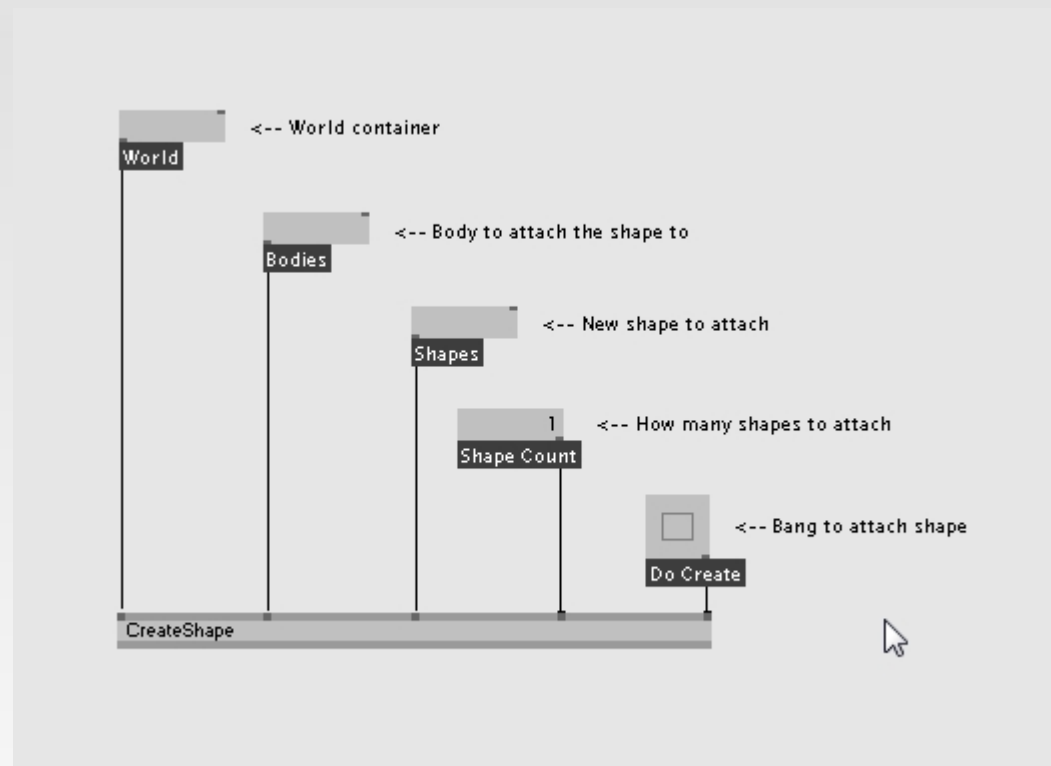 <-- World container
World
<-- Body to attach the shape to
Bodies
<-- New shape to attach
Shapes
1 <-- How many shapes to attach
Shape Count
<-- Bang to attach shape
Do Create
CreateShape